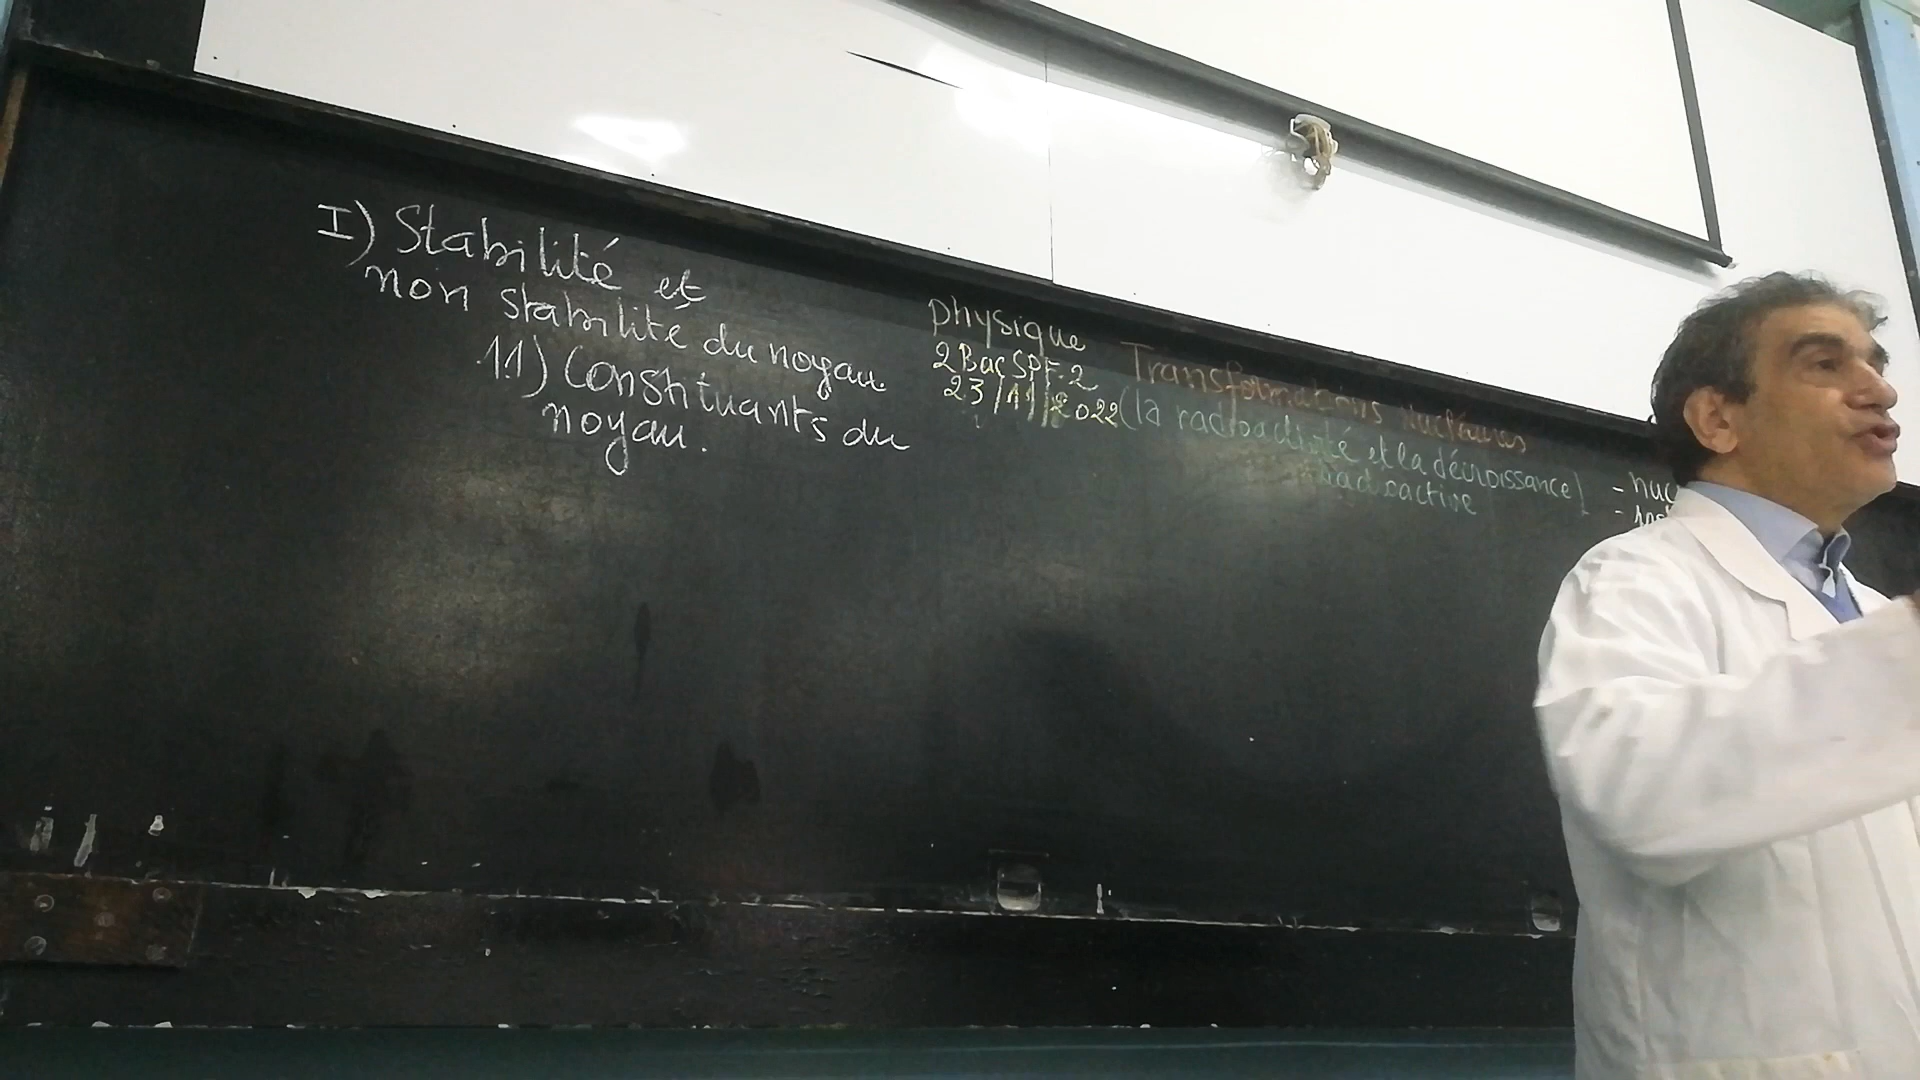 I) Stabilité et
non stabilité du noyau.
1.1) Constituants du
noyau.
physique
2BacSPF.2
23/11/2022
Transformations nucléaires
(la radioactivité et la décroissance)
radioactive
- nuc